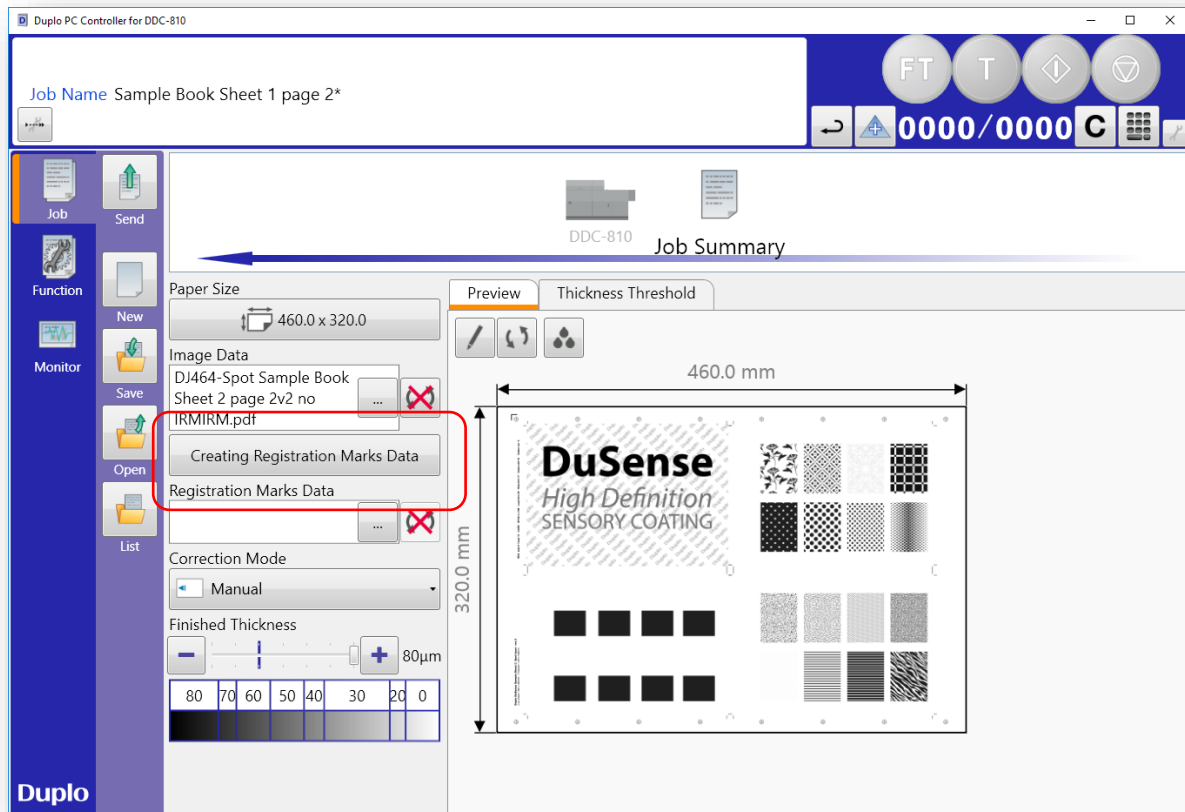 Duplo PC Controller for DDC-810
FT T
Job Name Sample Book Sheet 1 page 2*
0000/0000 C
Job
Send
DDC-810
Job Summary
Function
New
Monitor
Save
Open
List
Paper Size
460.0 x 320.0
Image Data
DJ464-Spot Sample Book
Sheet 2 page 2v2 no
IRMIRM.pdf
...
Creating Registration Marks Data
Registration Marks Data
...
Correction Mode
Manual
Finished Thickness
80µm
80 70 60 50 40 30 20 0
Preview Thickness Threshold
460.0 mm
320.0 mm
DuSense
High Definition
SENSORY COATING
Duplo